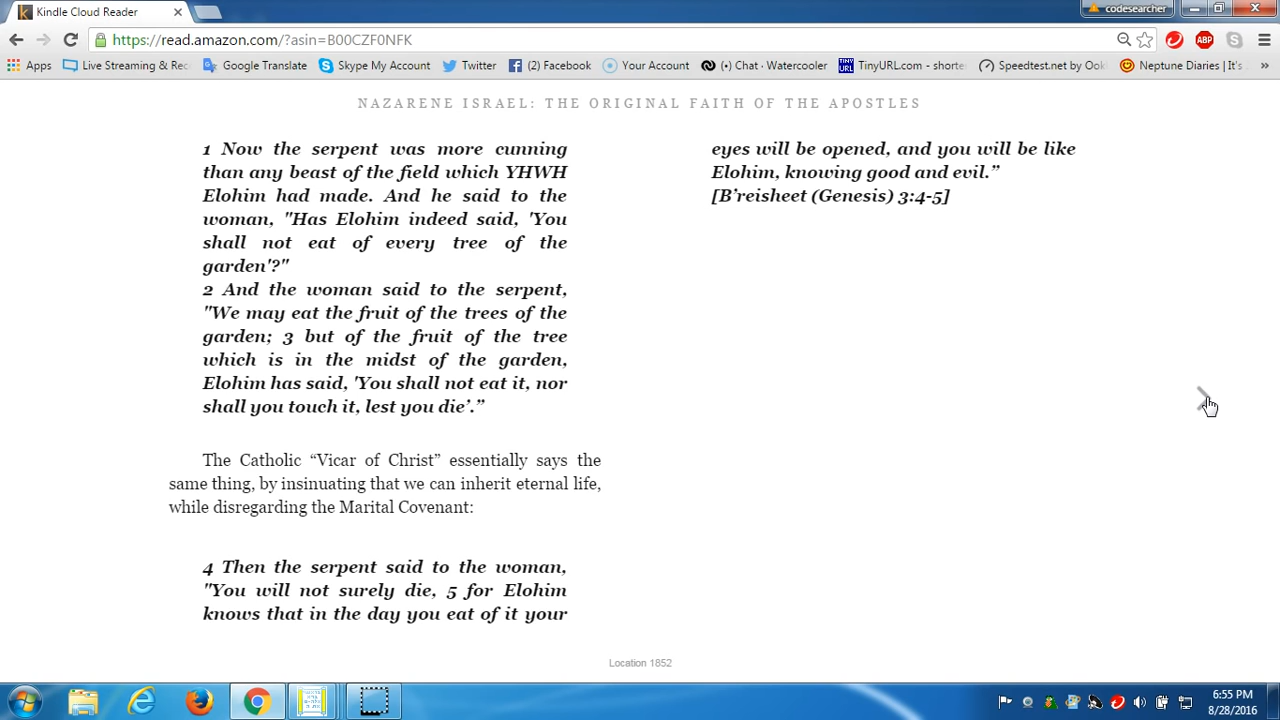 Kindle Cloud Reader
codesearcher
https://read.amazon.com/?asin=B00CZF0NFK
ABP
Apps
Live Streaming & Rec
Google Translate
Skype My Account
Twitter
(2) Facebook
Your Account
(•) Chat · Watercooler
TinyURL.com - shorte
Speedtest.net by Ook
Neptune Diaries | It's
»
NAZARENE ISRAEL: THE ORIGINAL FAITH OF THE APOSTLES
1 Now the serpent was more cunning
than any beast of the field which YHWH
Elohim had made. And he said to the
woman, "Has Elohim indeed said, 'You
shall not eat of every tree of the
garden'?"
2 And the woman said to the serpent,
"We may eat the fruit of the trees of the
garden; 3 but of the fruit of the tree
which is in the midst of the garden,
Elohim has said, 'You shall not eat it, nor
shall you touch it, lest you die’.”
The Catholic “Vicar of Christ” essentially says the
same thing, by insinuating that we can inherit eternal life,
while disregarding the Marital Covenant:
4 Then the serpent said to the woman,
"You will not surely die, 5 for Elohim
knows that in the day you eat of it your
eyes will be opened, and you will be like
Elohim, knowing good and evil.”
[B’reisheet (Genesis) 3:4-5]
Location 1852
6:55 PM
8/28/2016